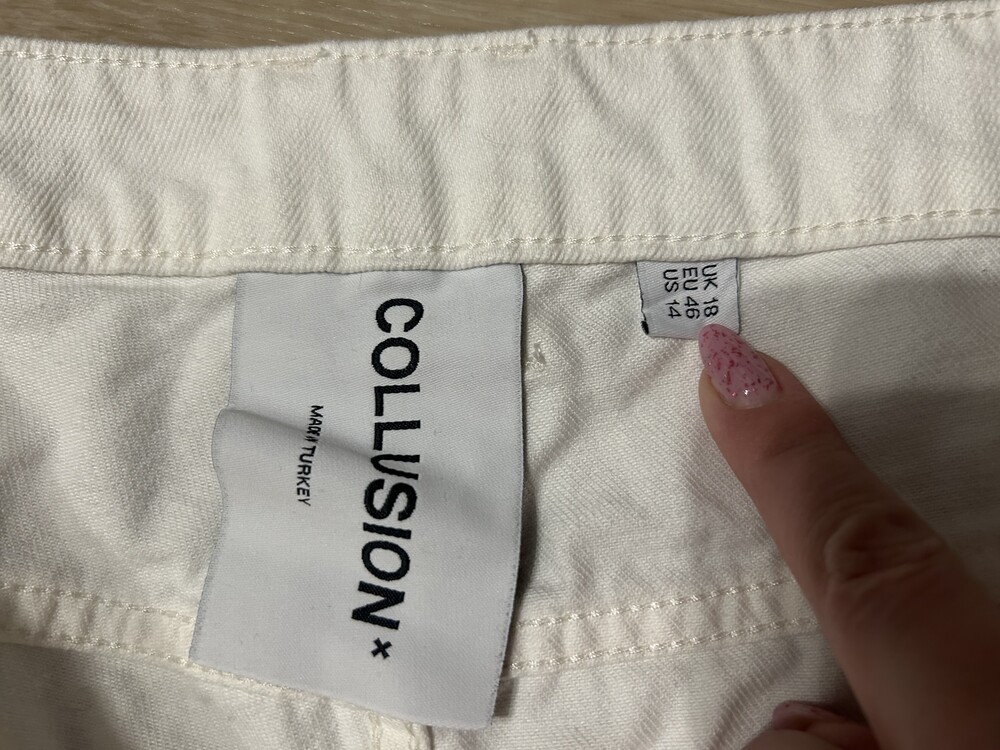 COLLUSION ×
MADE IN TURKEY
UK 18
EU 46
US 14